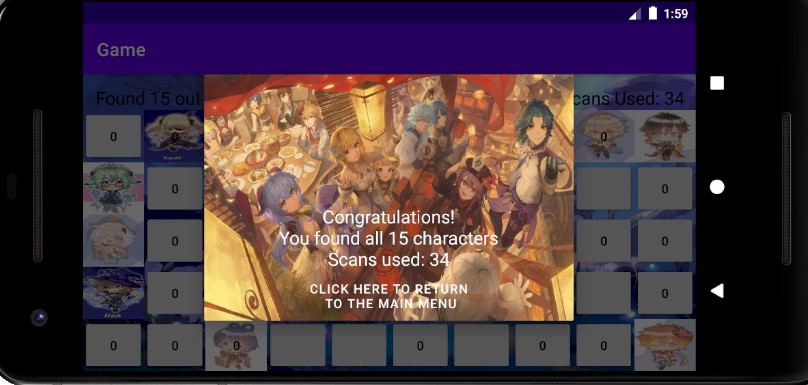 1:59
Game
Found 15 out
cans Used: 34
0 0 0
0 0
0 0 0
0 0
0 0 0 0 0 0
Congratulations!
You found all 15 characters
Scans used: 34
CLICK HERE TO RETURN
TO THE MAIN MENU